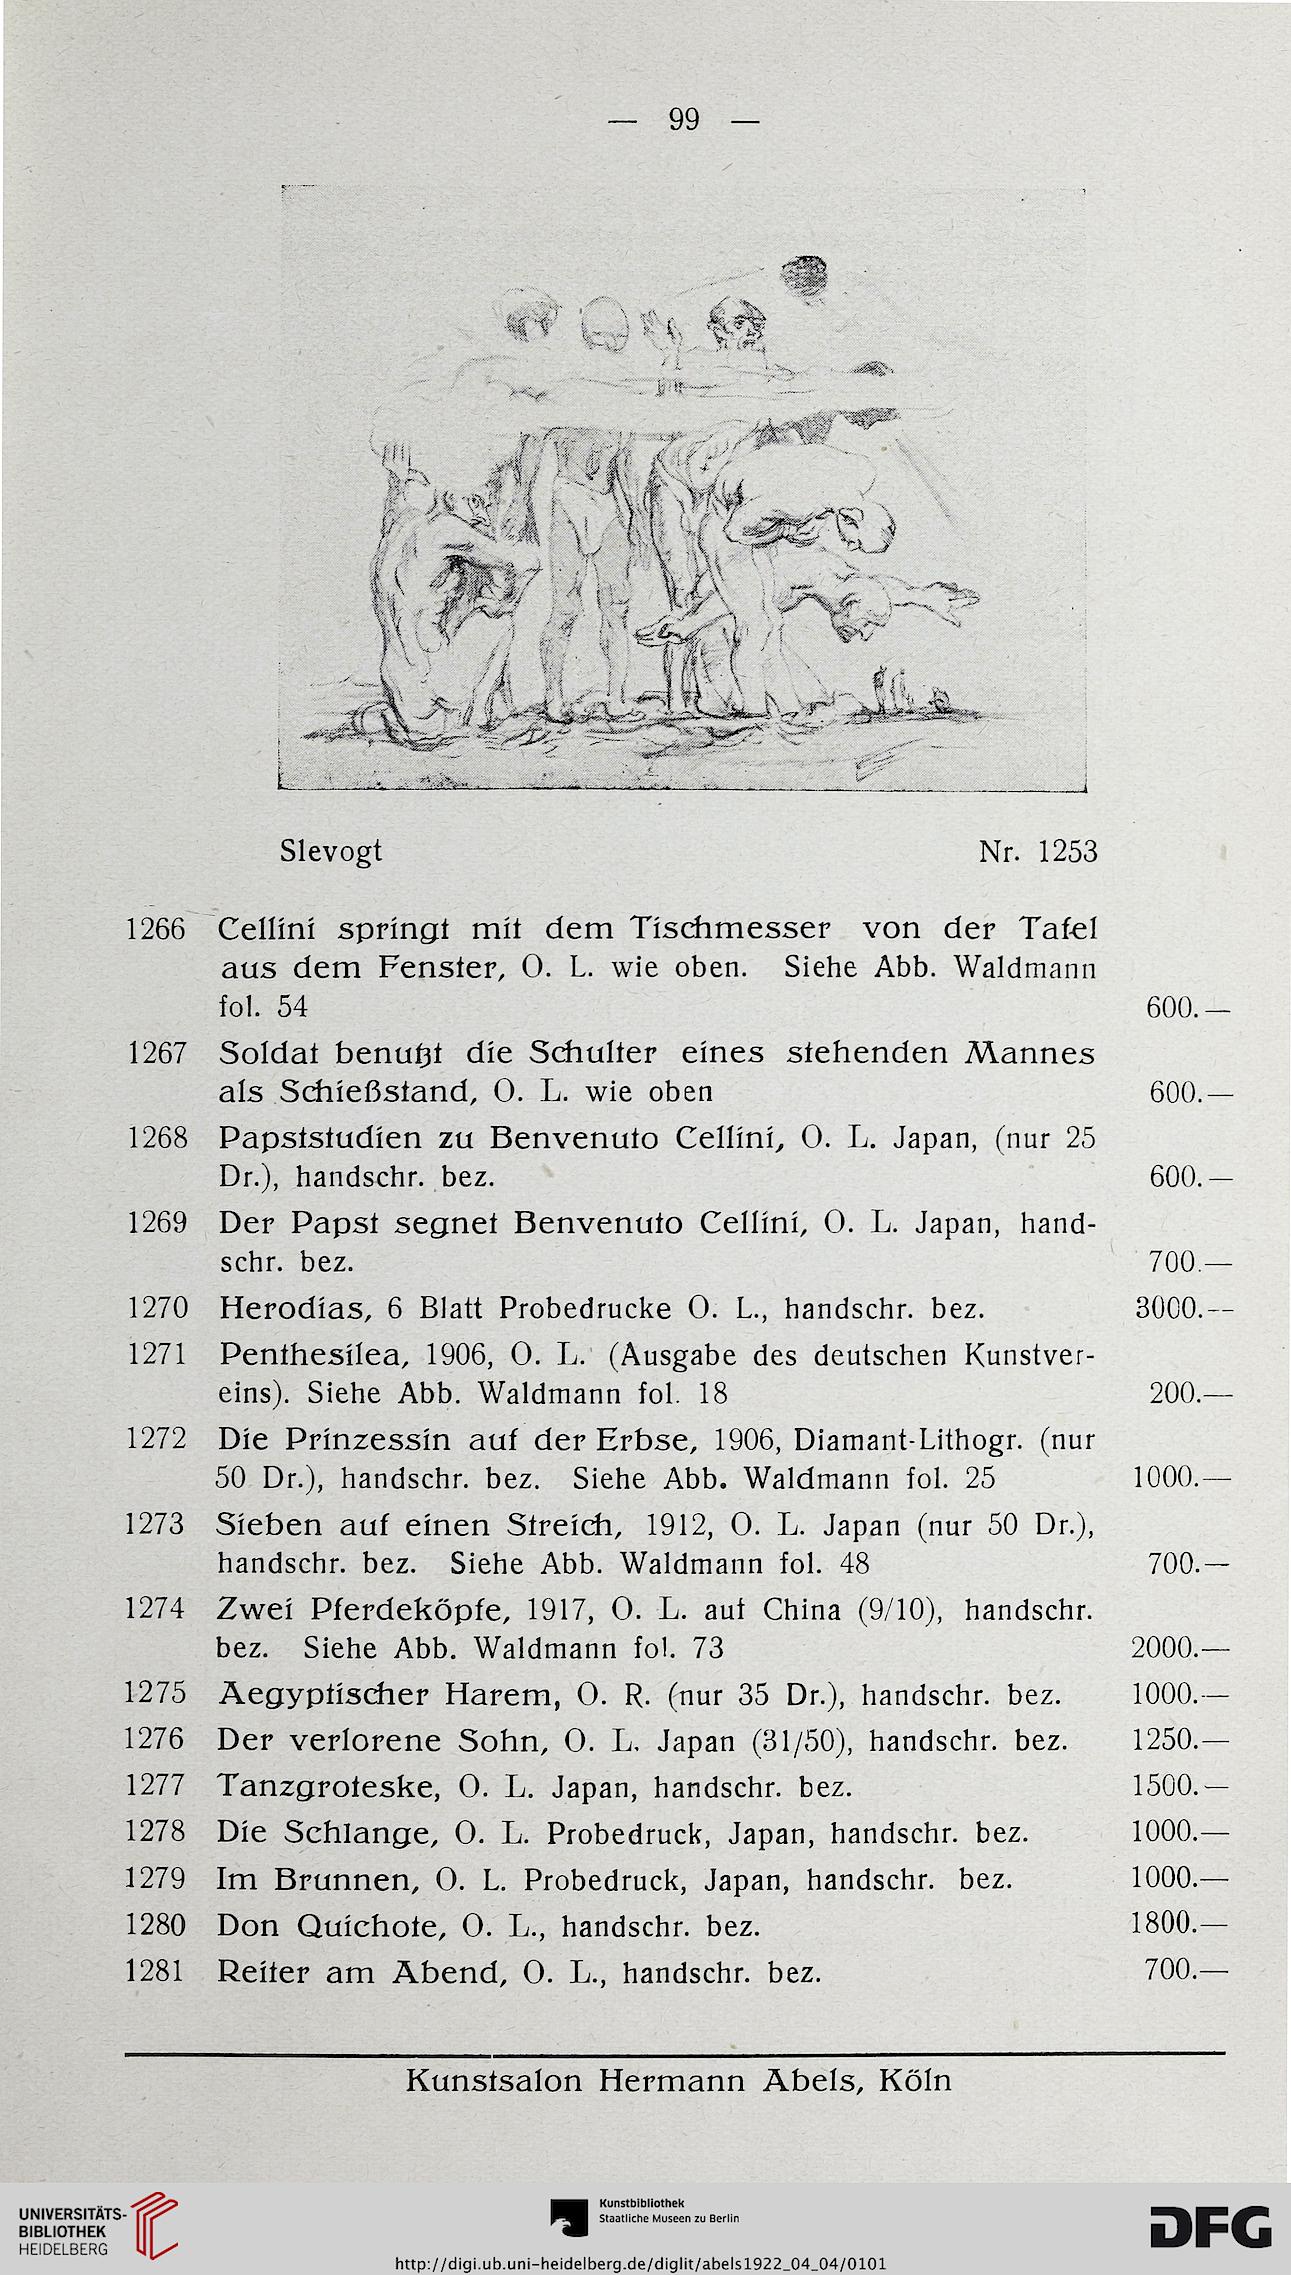 — 99 —
Slevogt Nr. 1253
1266 Cellini springt mit dem Tischmesser von der Tafel
aus dem Fenster, O. L. wie oben. Siehe Abb. Waldmann
fol. 54 600.—
1267 Soldat benutzt die Schulter eines stehenden Mannes
als Schießstand, O. L. wie oben 600.—
1268 Papststudien zu Benvenuto Cellini, O. L. Japan, (nur 25
Dr.), handschr. bez. 600.—
1269 Der Papst segnet Benvenuto Cellini, O. L. Japan, hand-
schr. bez. 700.—
1270 Herodias, 6 Blatt Probedrucke O. L., handschr. bez. 3000.—
1271 Penthesilea, 1906, O. L. (Ausgabe des deutschen Kunstver-
eins). Siehe Abb. Waldmann fol. 18 200.—
1272 Die Prinzessin auf der Erbse, 1906, Diamant-Lithogr. (nur
50 Dr.), handschr. bez. Siehe Abb. Waldmann fol. 25 1000.—
1273 Sieben auf einen Streich, 1912, O. L. Japan (nur 50 Dr.),
handschr. bez. Siehe Abb. Waldmann fol. 48 700.—
1274 Zwei Pferdeköpfe, 1917, O. L. auf China (9/10), handschr.
bez. Siehe Abb. Waldmann fol. 73 2000.—
1275 Aegyptischer Harem, O. R. (nur 35 Dr.), handschr. bez. 1000.—
1276 Der verlorene Sohn, O. L. Japan (31/50), handschr. bez. 1250.—
1277 Tanzgroteske, O. L. Japan, handschr. bez. 1500.—
1278 Die Schlange, O. L. Probedruck, Japan, handschr. bez. 1000.—
1279 Im Brunnen, O. L. Probedruck, Japan, handschr. bez. 1000.—
1280 Don Quichote, O. L., handschr. bez. 1800.—
1281 Reiter am Abend, O. L., handschr. bez. 700.—
Kunstsalon Hermann Abels, Köln
UNIVERSITÄTS-
BIBLIOTHEK
HEIDELBERG
Kunstbibliothek
Staatliche Museen zu Berlin
DFG
http://digi.ub.uni-heidelberg.de/diglit/abels1922_04_04/0101